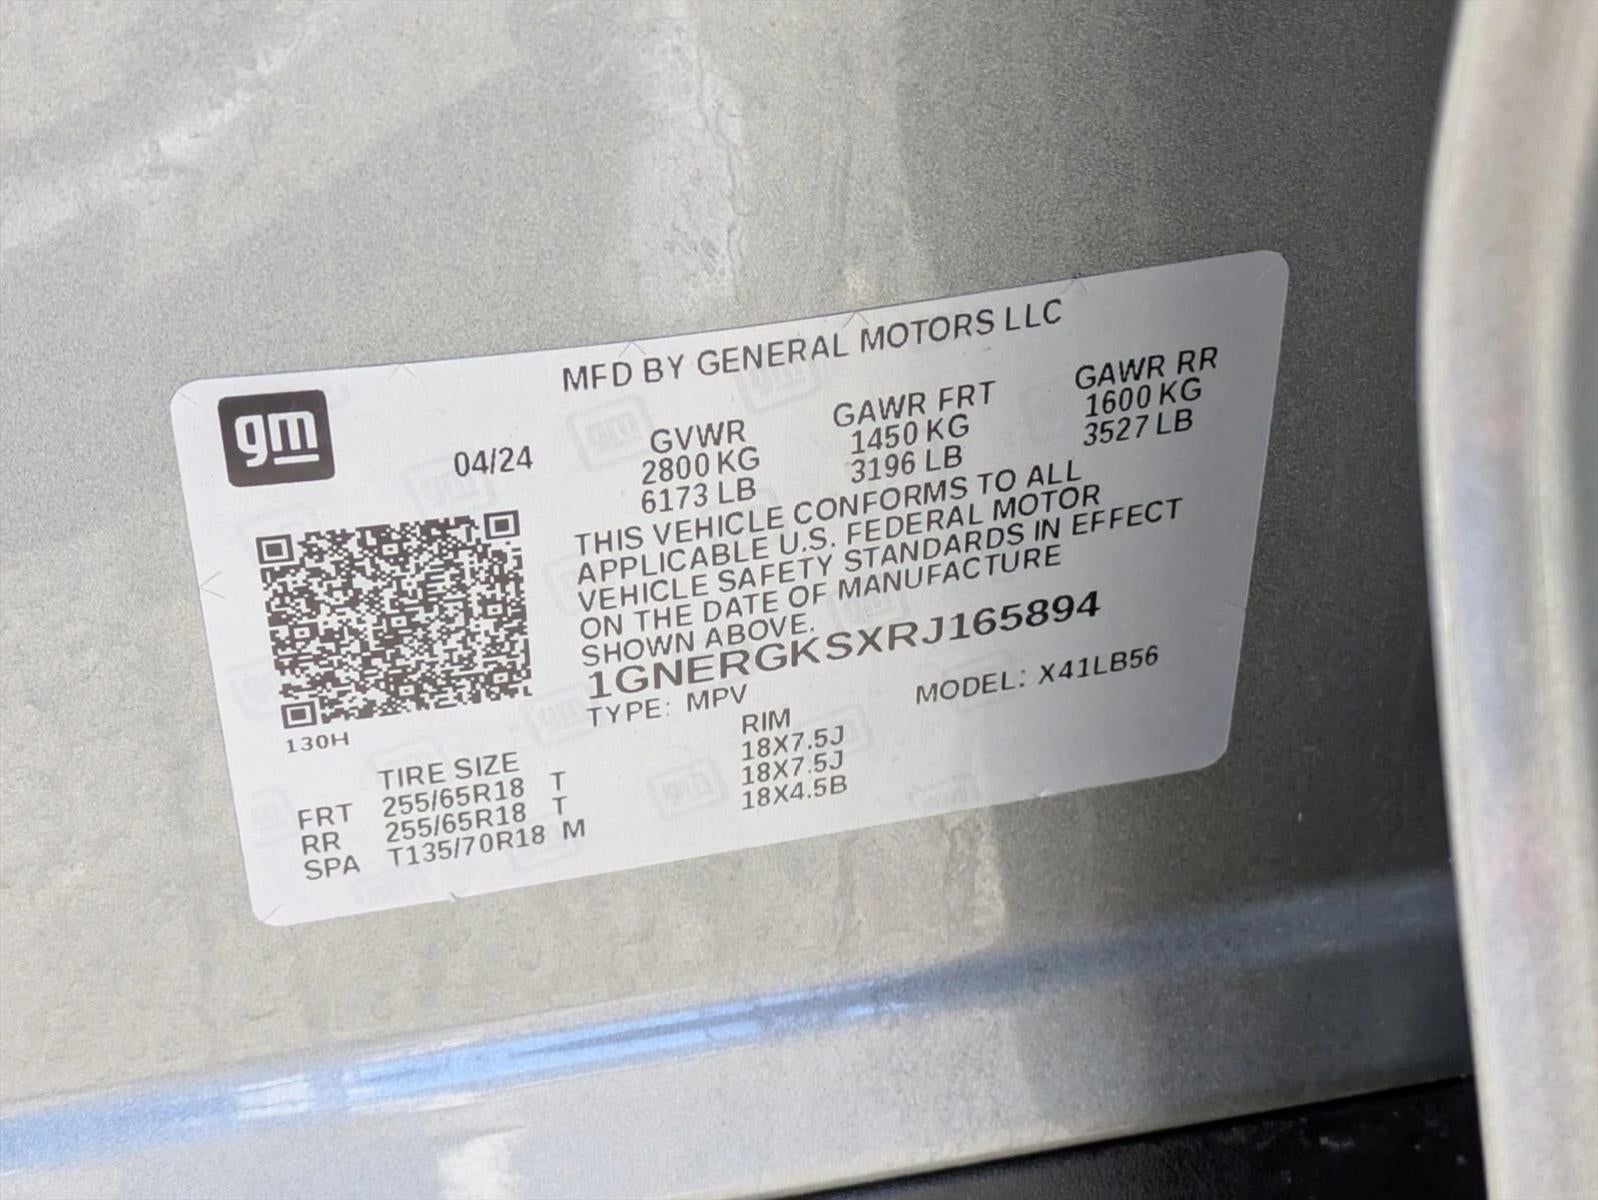 MFD BY GENERAL MOTORS LLC
gm
04/24
GVWR
2800 KG
6173 LB
GAWR FRT
1450 KG
3196 LB
GAWR RR
1600 KG
3527 LB
THIS VEHICLE CONFORMS TO ALL
APPLICABLE U.S. FEDERAL MOTOR
VEHICLE SAFETY STANDARDS IN EFFECT
ON THE DATE OF MANUFACTURE
SHOWN ABOVE.
1GNERGKSXRJ165894
TYPE: MPV
MODEL: X41LB56
130H
TIRE SIZE
RIM
FRT 255/65R18 T 18X7.5J
RR 255/65R18 T 18X7.5J
SPA T135/70R18 M 18X4.5B